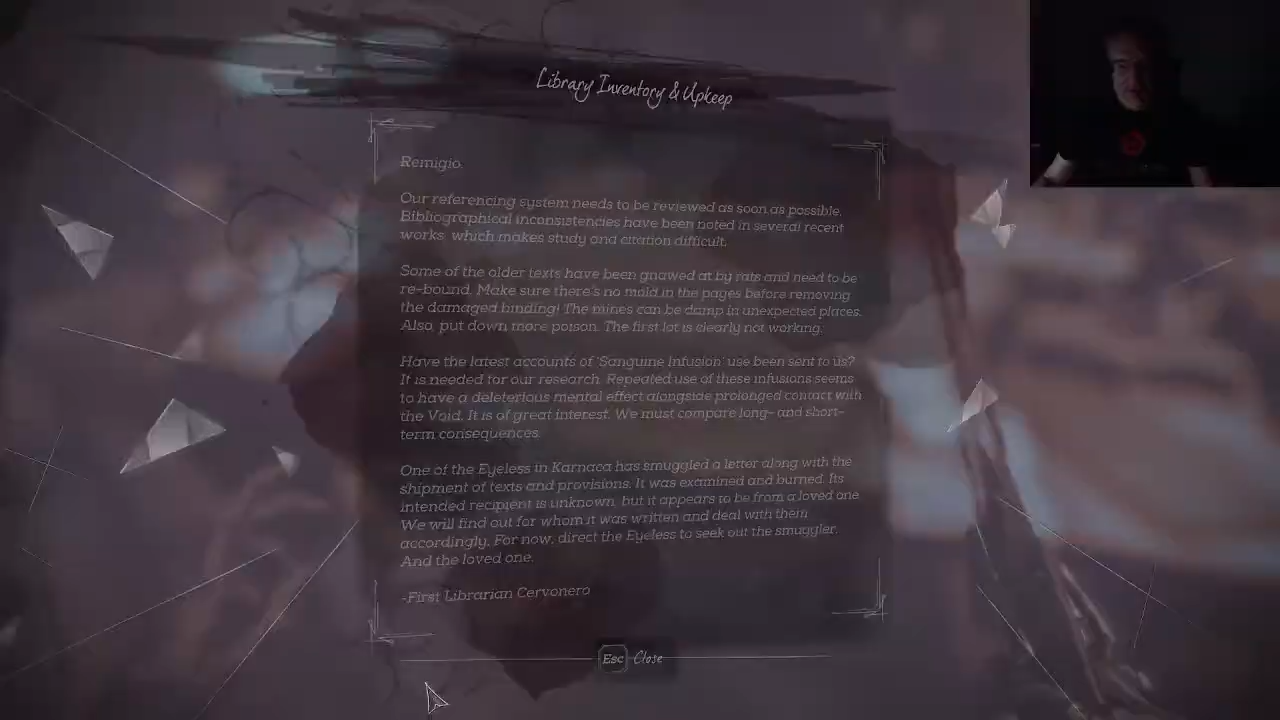 Library Inventory & Upkeep
Remigio.
Our referencing system needs to be reviewed as soon as possible.
Bibliographical inconsistencies have been noted in several recent
works, which makes study and citation difficult.
Some of the older texts have been gnawed at by rats and need to be
re-bound. Make sure there's no mold in the pages before removing
the damaged binding! The mines can be damp in unexpected places.
Also, put down more poison. The first lot is clearly not working.
Have the latest accounts of 'Sanguine Infusion' use been sent to us?
It is needed for our research. Repeated use of these infusions seems
to have a deleterious mental effect alongside prolonged contact with
the Void. It is of great interest. We must compare long- and short-
term consequences.
One of the Eyeless in Karnaca has smuggled a letter along with the
shipment of texts and provisions. It was examined and burned. Its
intended recipient is unknown, but it appears to be from a loved one.
We will find out for whom it was written and deal with them
accordingly. For now, direct the Eyeless to seek out the smuggler.
And the loved one.
-First Librarian Cervonero
Esc Close